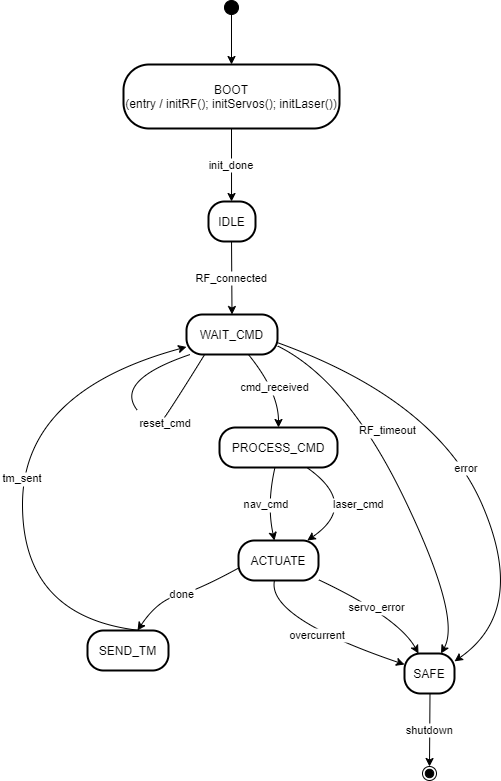 BOOT
(entry / initRF(); initServos(); initLaser())
init_done
IDLE
RF_connected
WAIT_CMD
cmd_received
reset_cmd
RF_timeout
PROCESS_CMD
error
tm_sent
nav_cmd
laser_cmd
ACTUATE
done
servo_error
overcurrent
SEND_TM
SAFE
shutdown